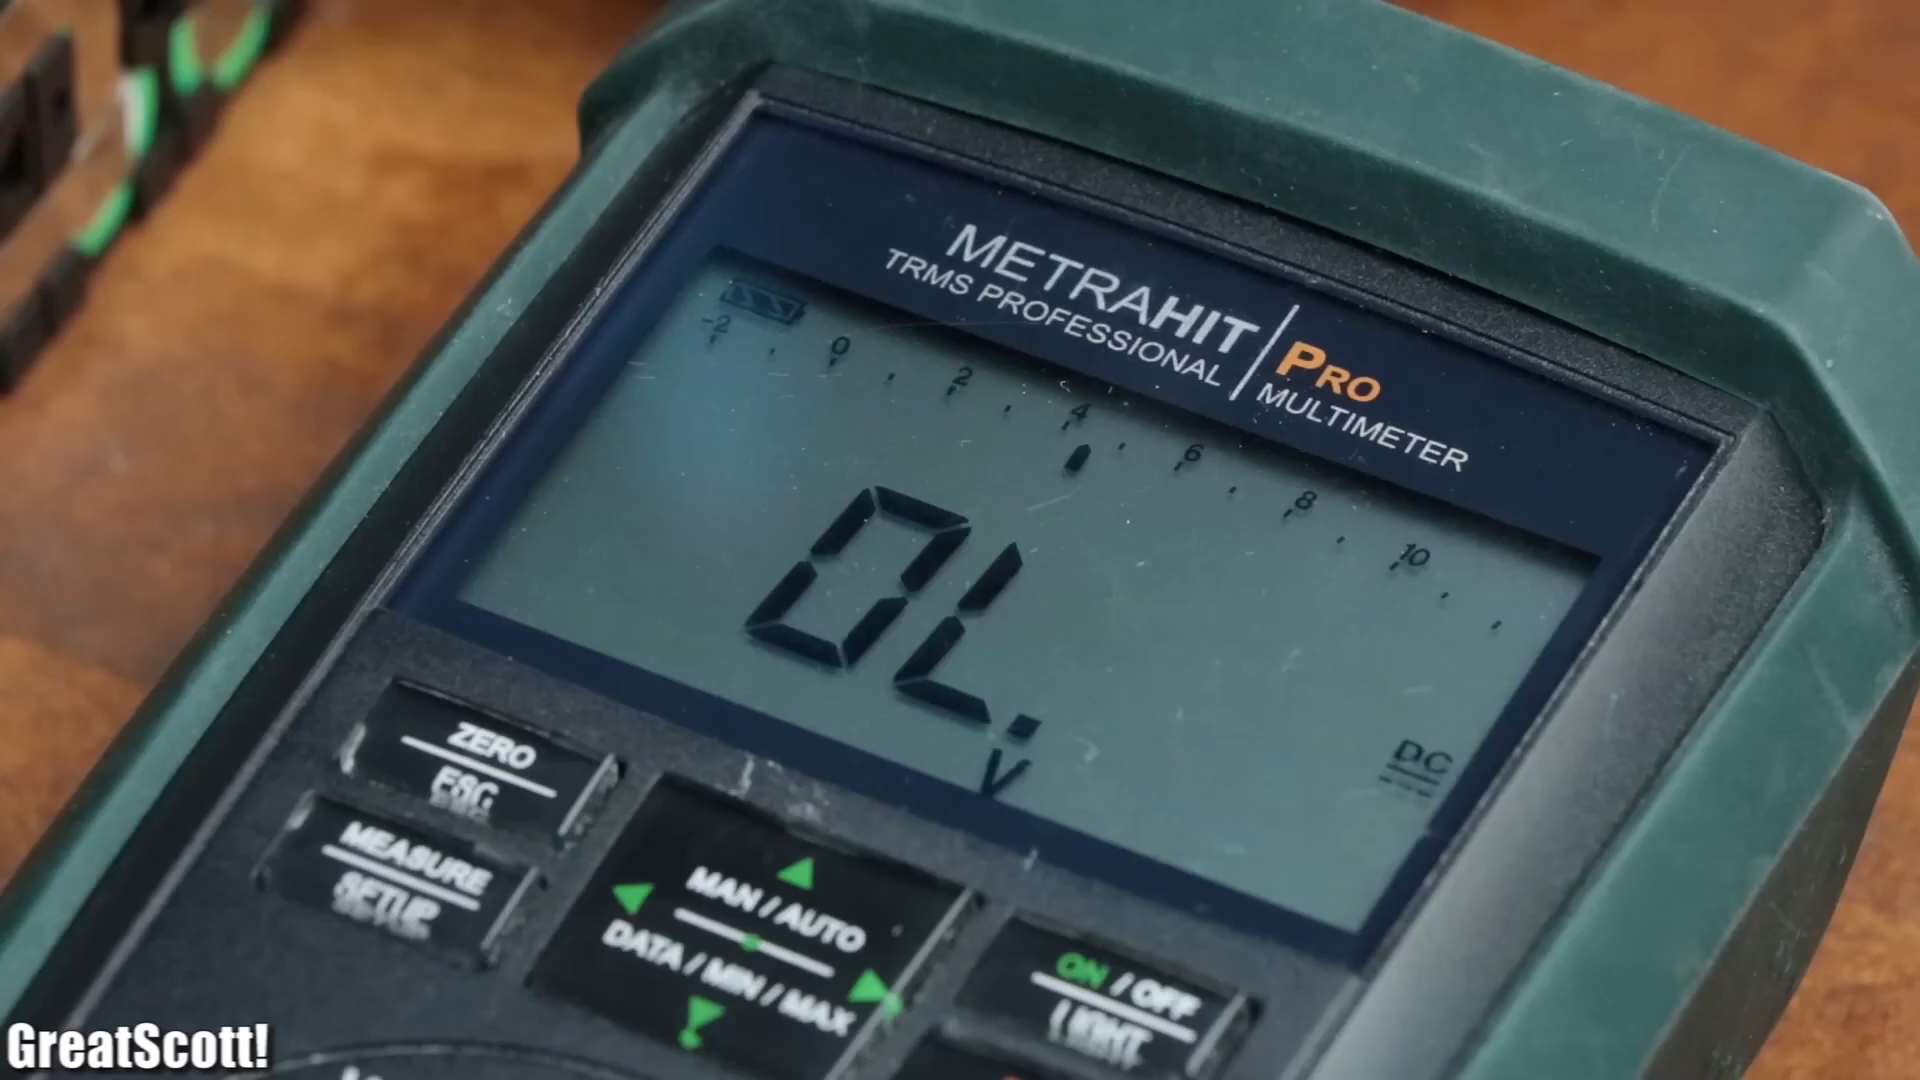 METRAHIT PRO
TRMS PROFESSIONAL MULTIMETER
-2 0 2 4 6 8 10
0L.
V
DC
ZERO
ESC
MEASURE
SETUP
MAN / AUTO
DATA / MIN / MAX
ON / OFF
LIGHT
GreatScott!